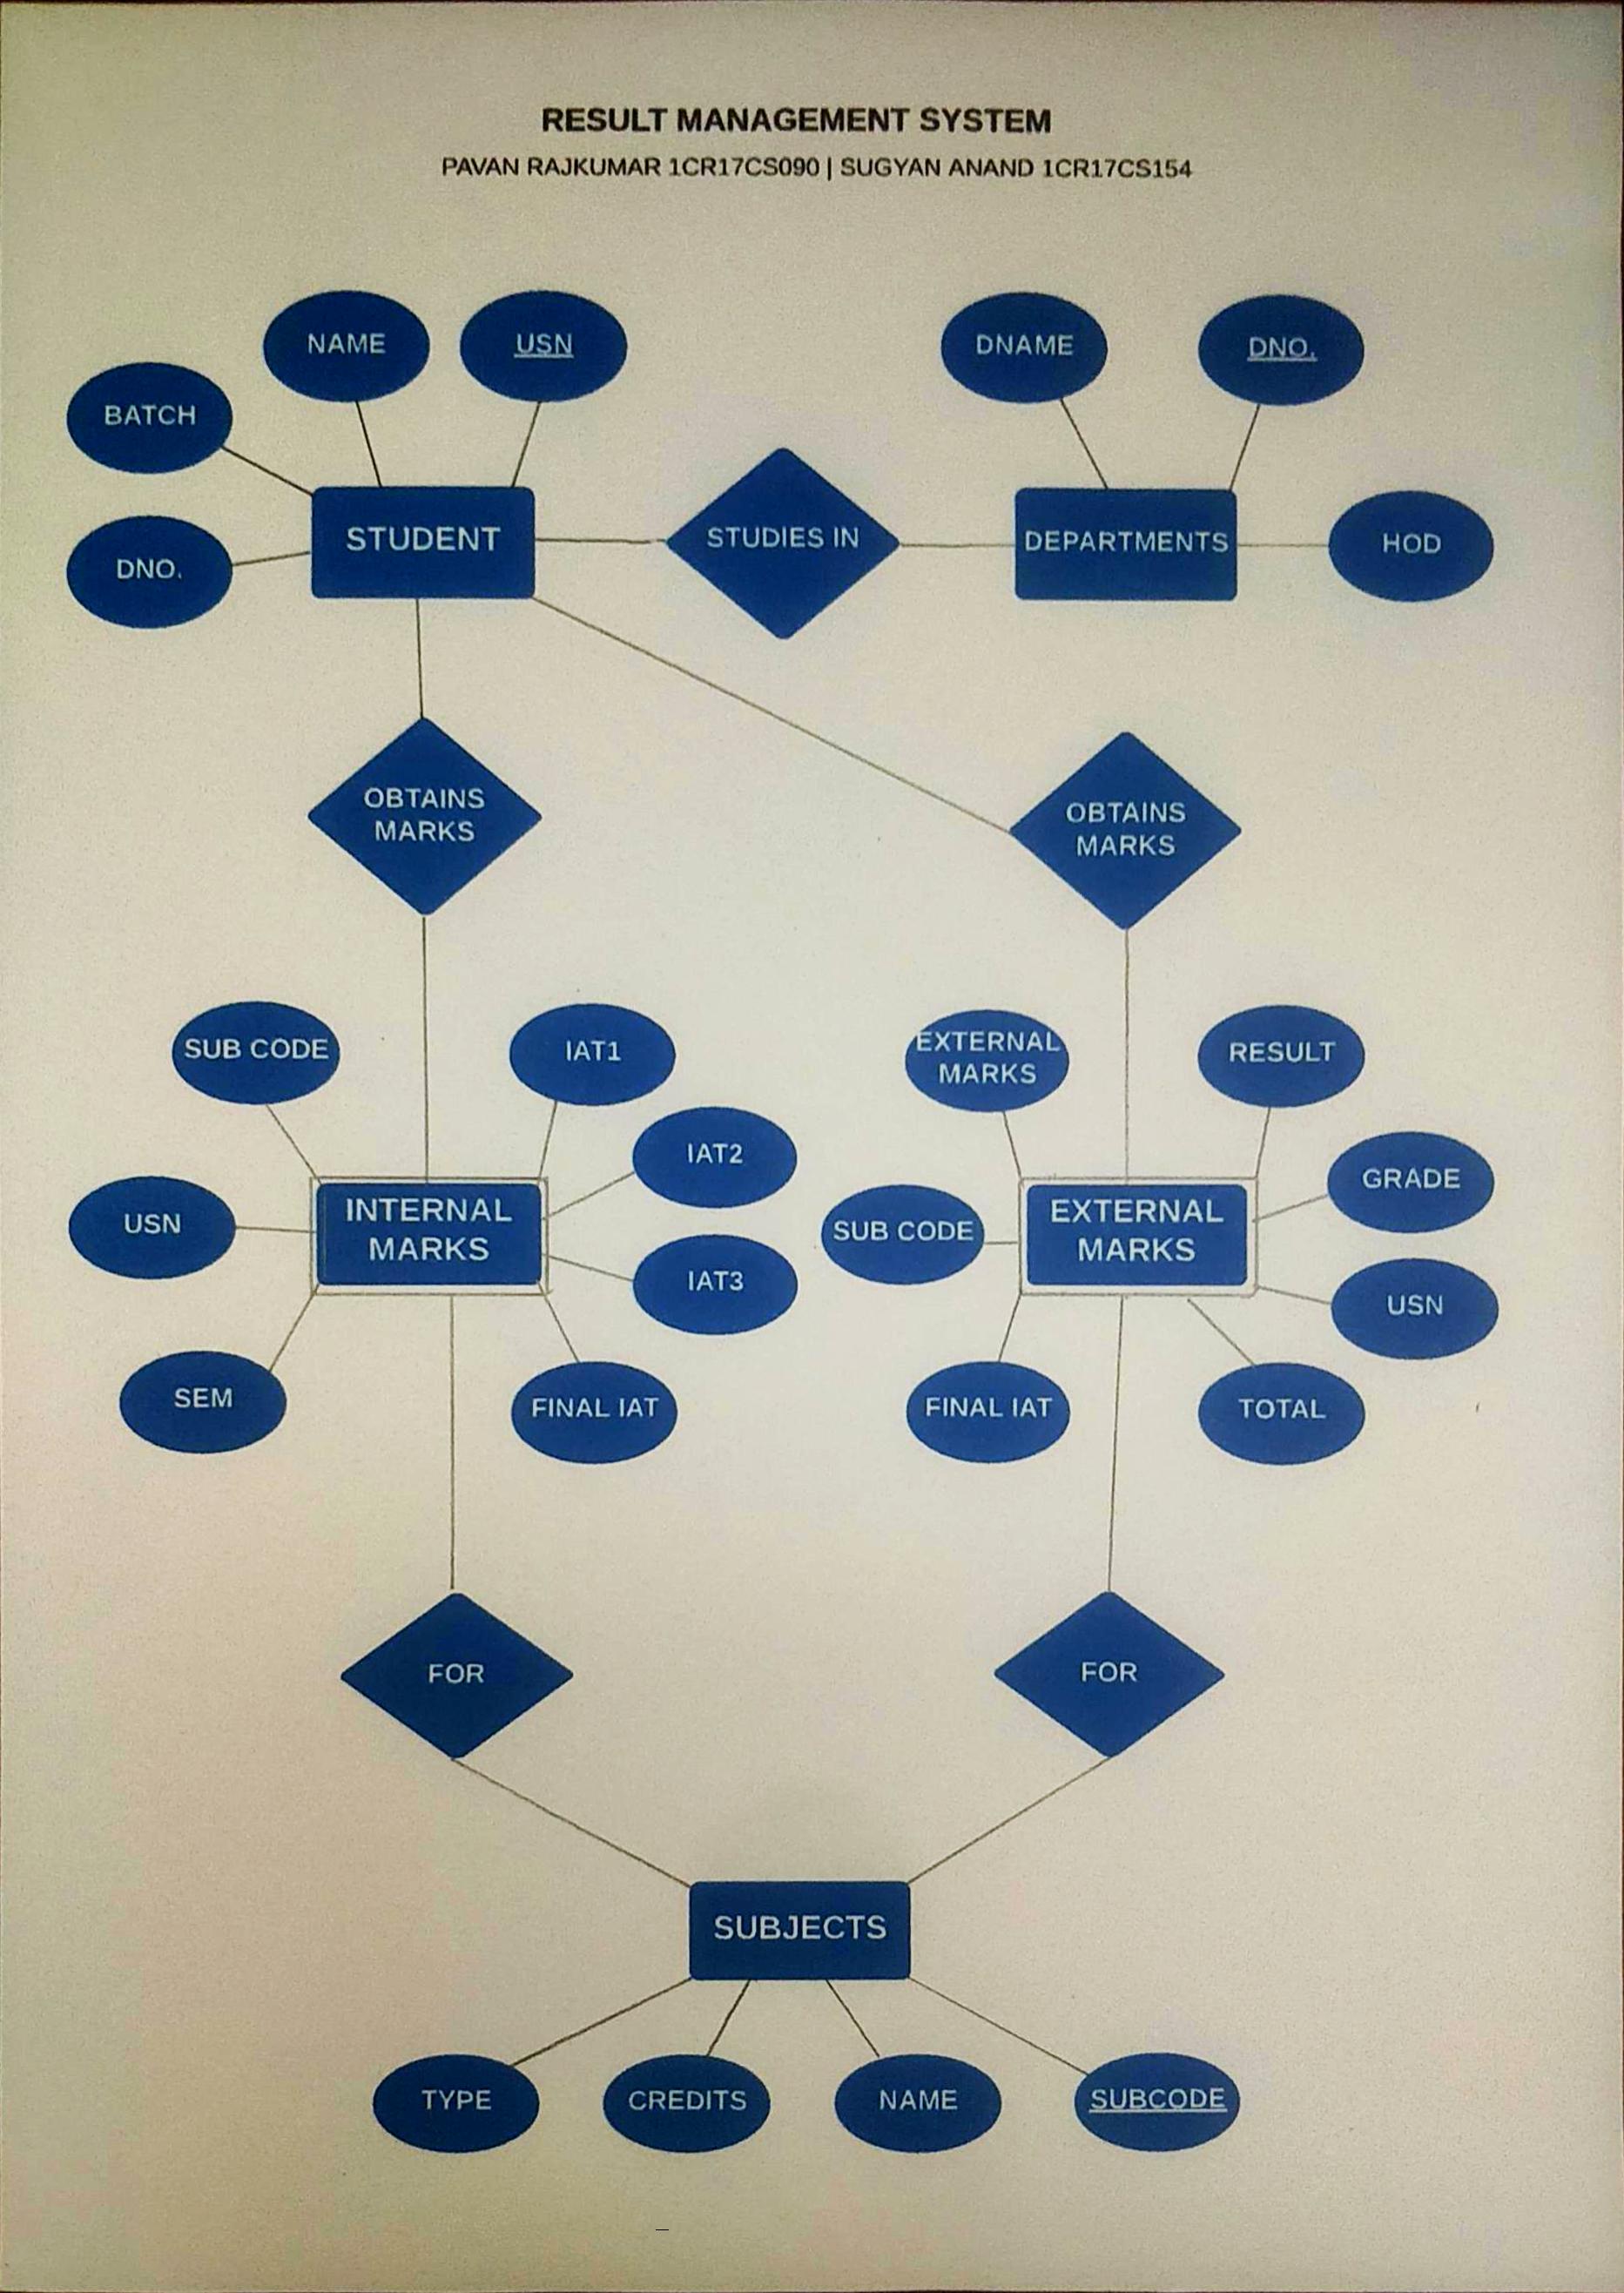 RESULT MANAGEMENT SYSTEM
PAVAN RAJKUMAR 1CR17CS090 | SUGYAN ANAND 1CR17CS154
NAME
USN
DNAME
DNO.
BATCH
STUDENT
STUDIES IN
DEPARTMENTS
HOD
DNO.
OBTAINS
MARKS
OBTAINS
MARKS
SUB CODE
IAT1
EXTERNAL
MARKS
RESULT
IAT2
GRADE
USN
INTERNAL
MARKS
SUB CODE
EXTERNAL
MARKS
IAT3
USN
SEM
FINAL IAT
FINAL IAT
TOTAL
FOR
FOR
SUBJECTS
TYPE
CREDITS
NAME
SUBCODE